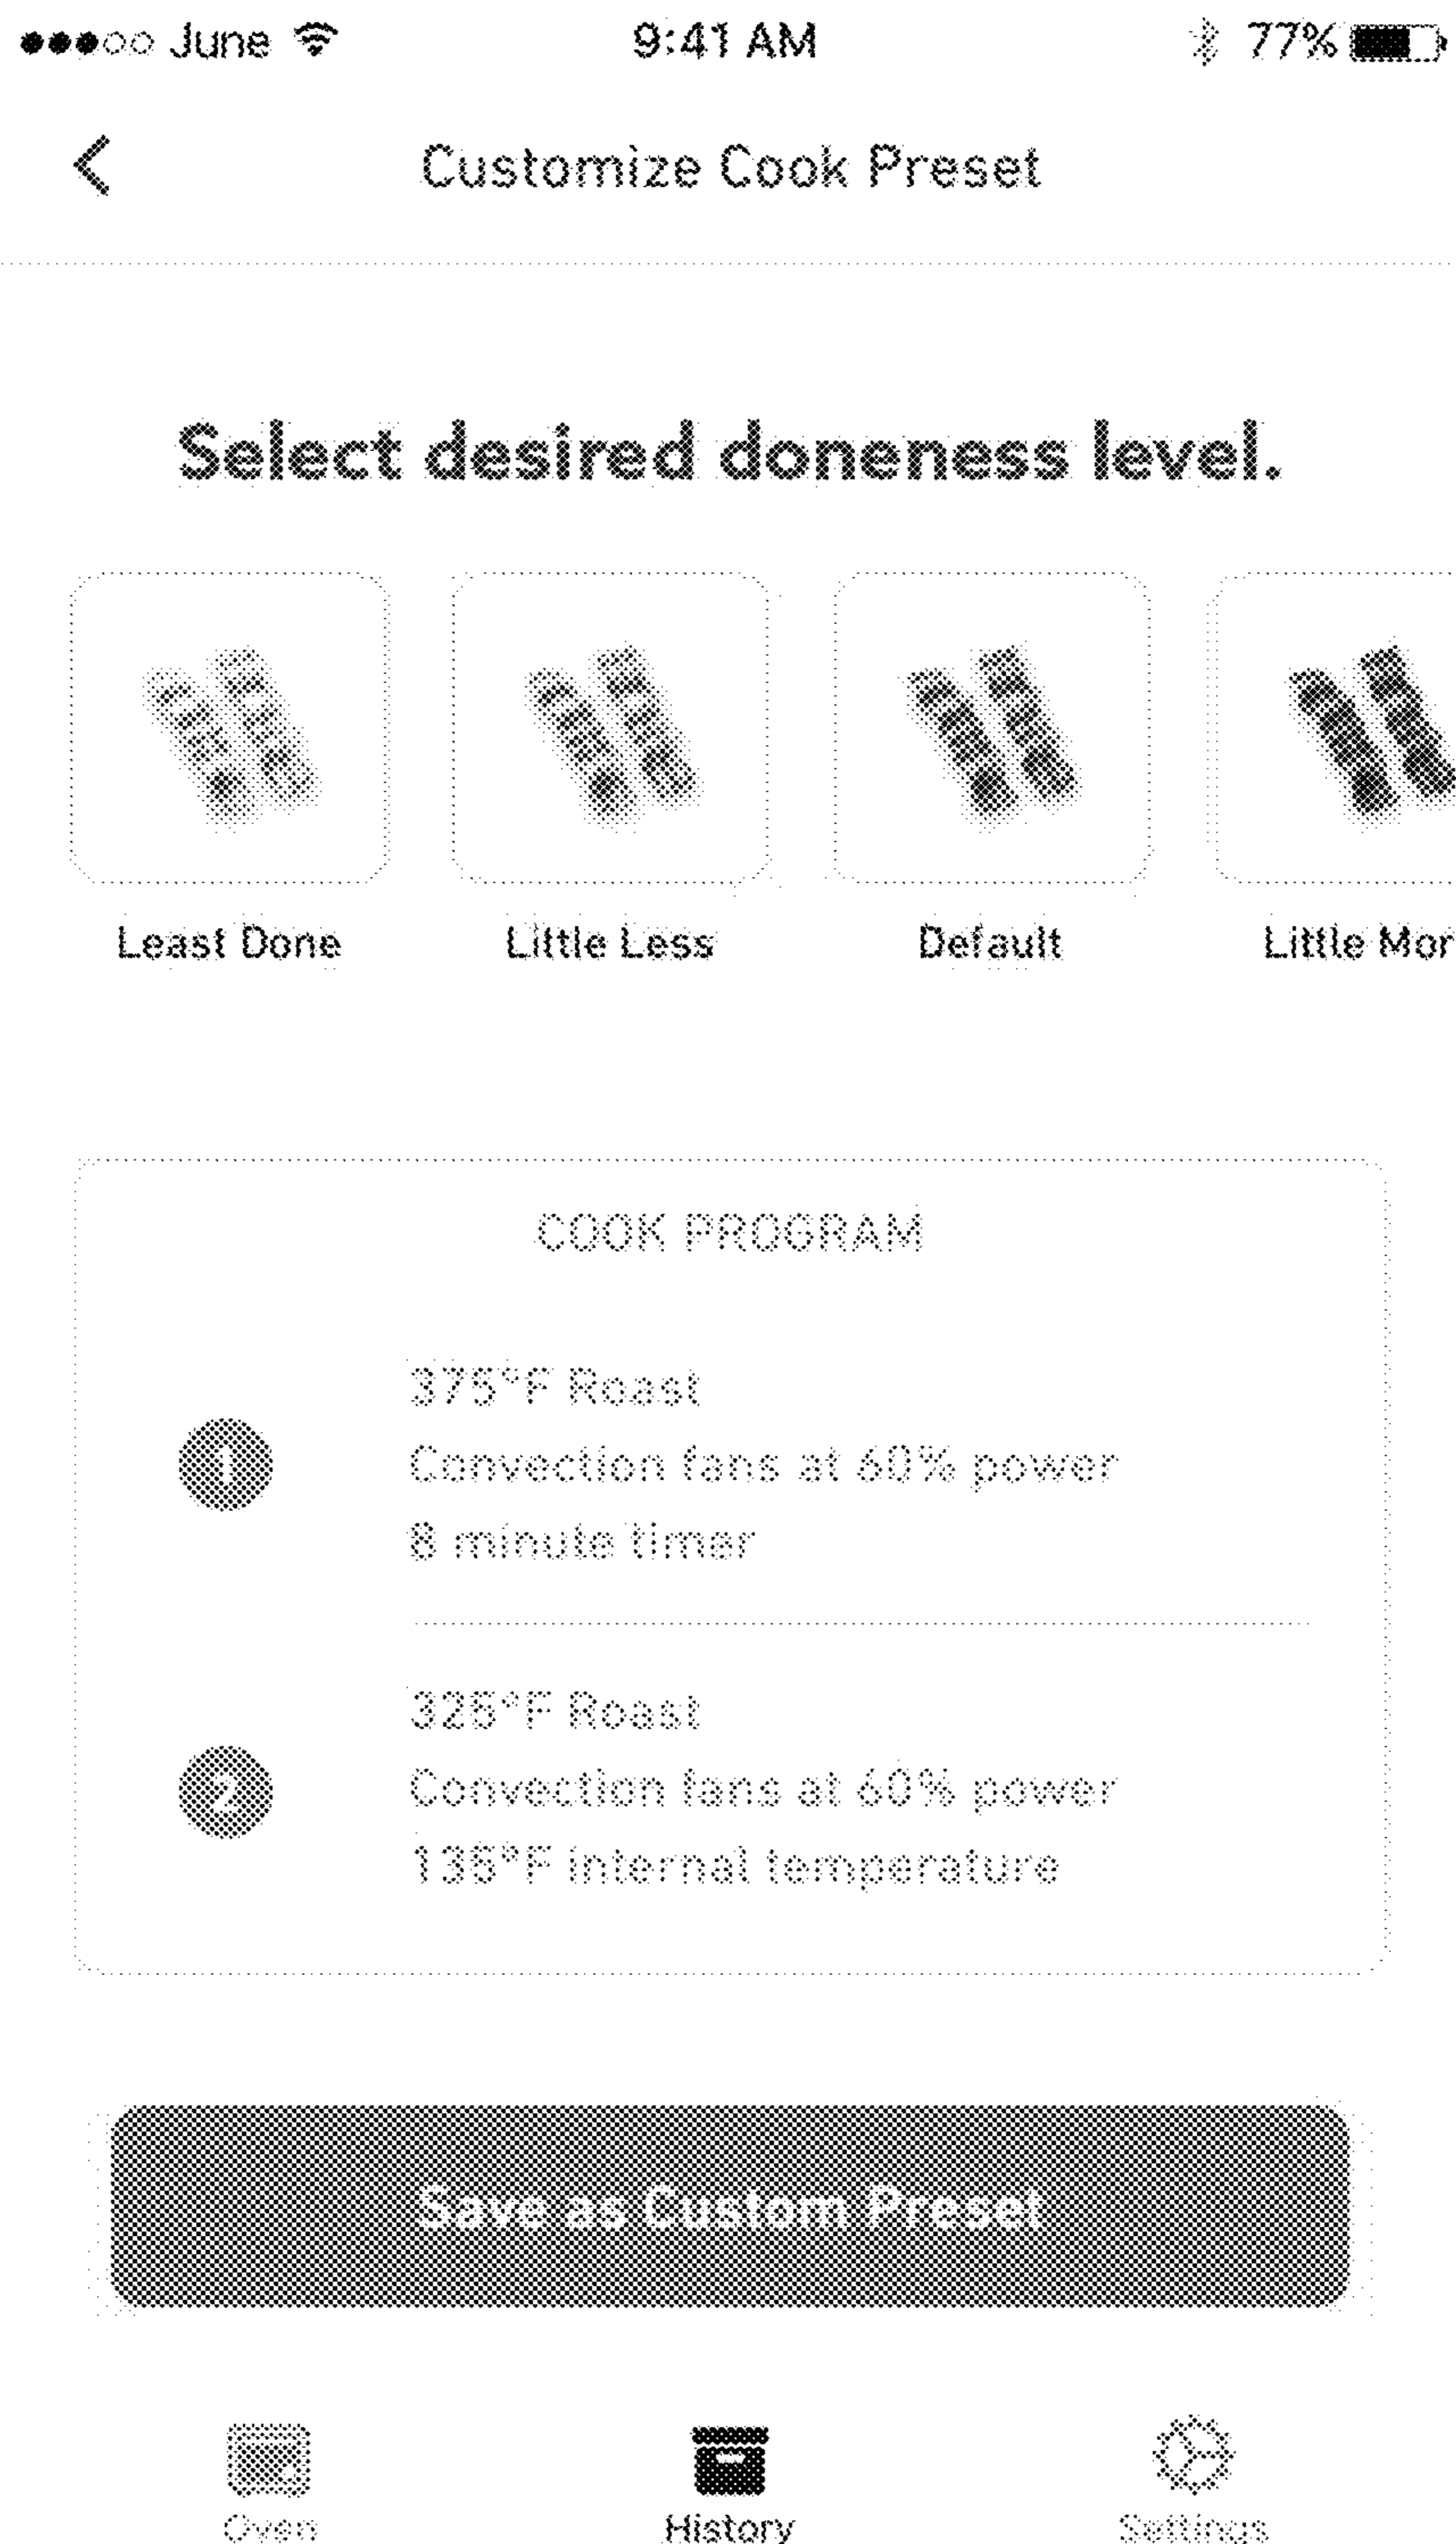 June 9:41 AM 77%
Customize Cook Preset
Select desired doneness level.
Least Done Little Less Default Little Mor
COOK PROGRAM
1
375°F Roast
Convection fans at 60% power
8 minute timer
2
325°F Roast
Convection fans at 60% power
135°F internal temperature
Save as Custom Preset
Oven History Settings